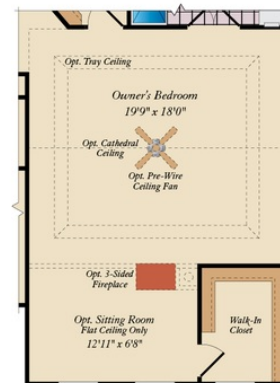 Opt. Tray Ceiling
Owner's Bedroom
19'9" x 18'0"
Opt. Cathedral
Ceiling
Opt. Pre-Wire
Ceiling Fan
Opt. 3-Sided
Fireplace
Opt. Sitting Room
Flat Ceiling Only
12'11" x 6'8"
Walk-In
Closet